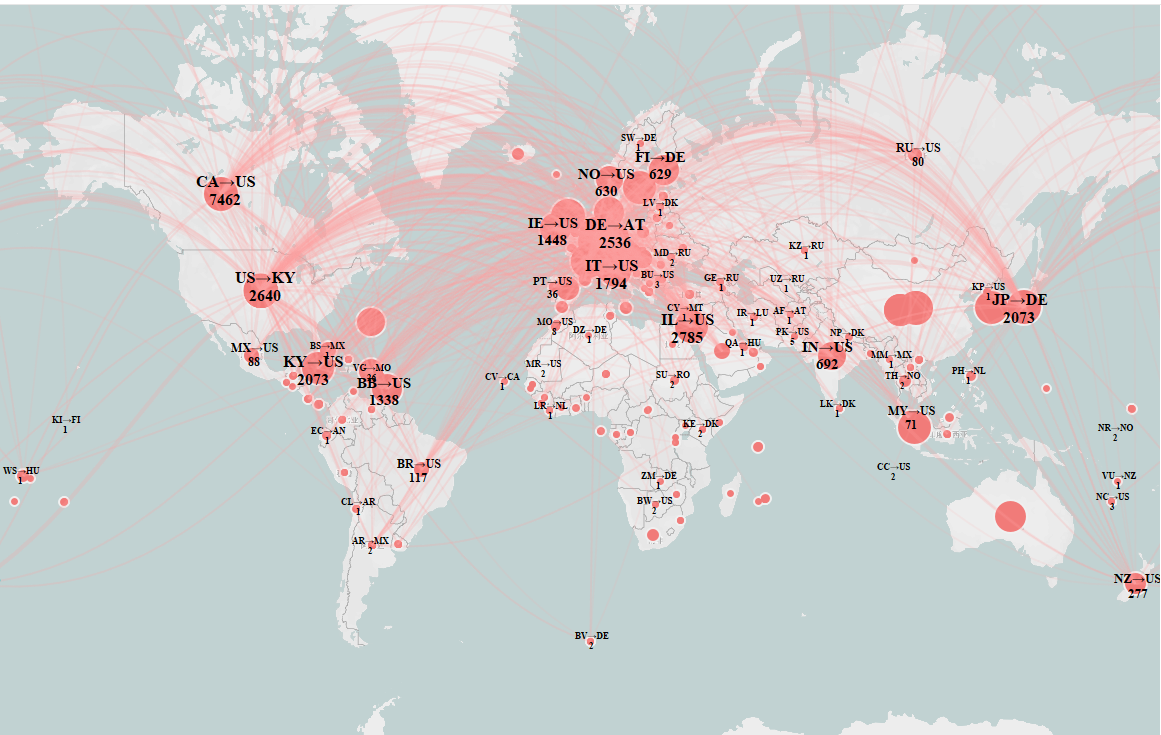 SW→DE
1
FI→DE
629
RU→US
80
CA→US
7462
NO→US
630
LV→DK
1
IE→US
1448
DE→AT
2536
KZ→RU
1
MD→RU
2
IT→US
1794
US→KY
2640
PT→US
36
BU→US
3
GE→RU
1
UZ→RU
1
KP→US
1
JP→DE
2073
CY→MT
1
IR→LU
1
AF→AT
1
IL→US
2785
MO→US
8
DZ→DE
1
PK→US
5
NP→DK
1
BS→MX
1
MX→US
88
QA→HU
1
IN→US
692
MM→MX
1
KY→US
2073
VG→MO
26
MR→US
2
BB→US
1338
CV→CA
1
SU→RO
2
TH→NO
2
PH→NL
1
LR→NL
1
LK→DK
1
MY→US
71
KI→FI
1
KE→DK
2
EC→AN
1
NR→NO
2
WS→HU
1
BR→US
117
CC→US
2
ZM→DE
1
VU→NZ
1
CL→AR
1
BW→US
2
NC→US
3
AR→MX
2
NZ→US
277
BV→DE
2